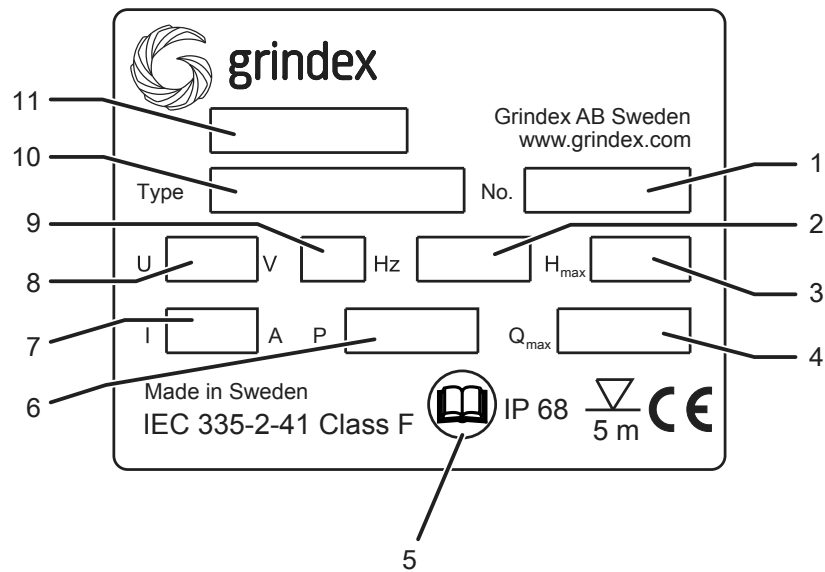 grindex
11
Grindex AB Sweden
www.grindex.com
10 Type No. 1
9 2
8 U V Hz Hmax 3
7 I A P Qmax 4
6 Made in Sweden
IEC 335-2-41 Class F IP 68 5 m CE
5